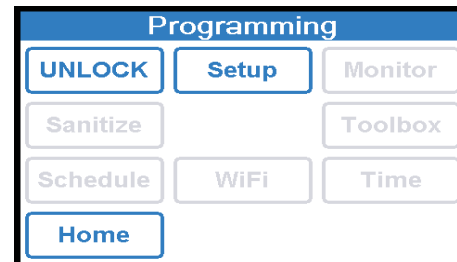 Programming
UNLOCK Setup Monitor
Sanitize Toolbox
Schedule WiFi Time
Home